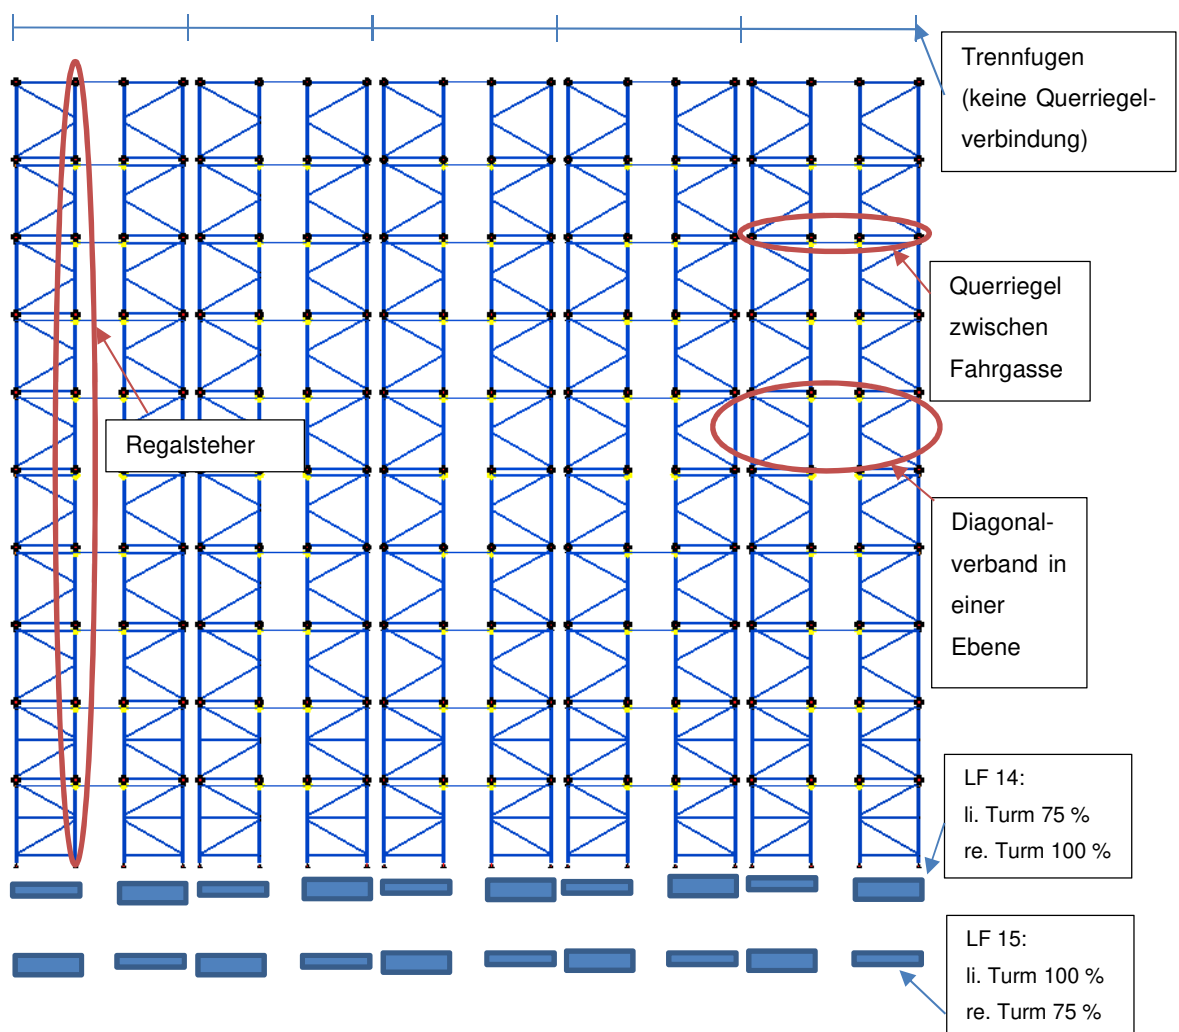 Trennfugen
(keine Querriegel-
verbindung)
Querriegel
zwischen
Fahrgasse
Regalsteher
Diagonal-
verband in
einer
Ebene
LF 14:
li. Turm 75 %
re. Turm 100 %
LF 15:
li. Turm 100 %
re. Turm 75 %